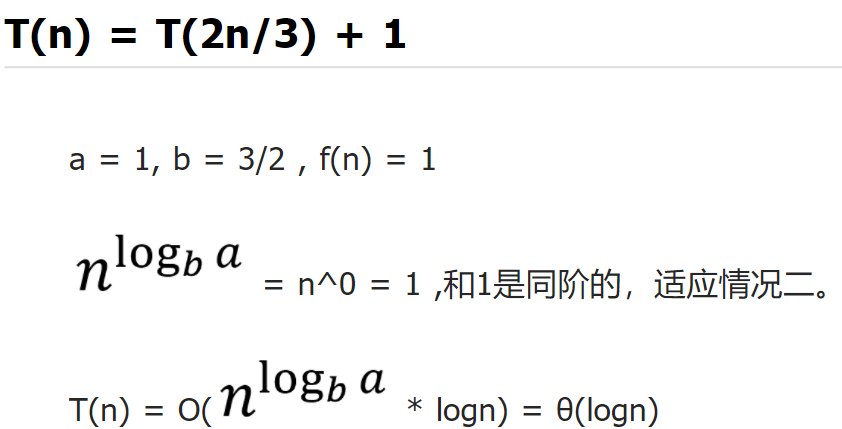 T(n) = T(2n/3) + 1
a = 1, b = 3/2 , f(n) = 1
n^{log_b a} = n^0 = 1 ,和1是同阶的，适应情况二。
T(n) = O( n^{log_b a} * logn) = θ(logn)